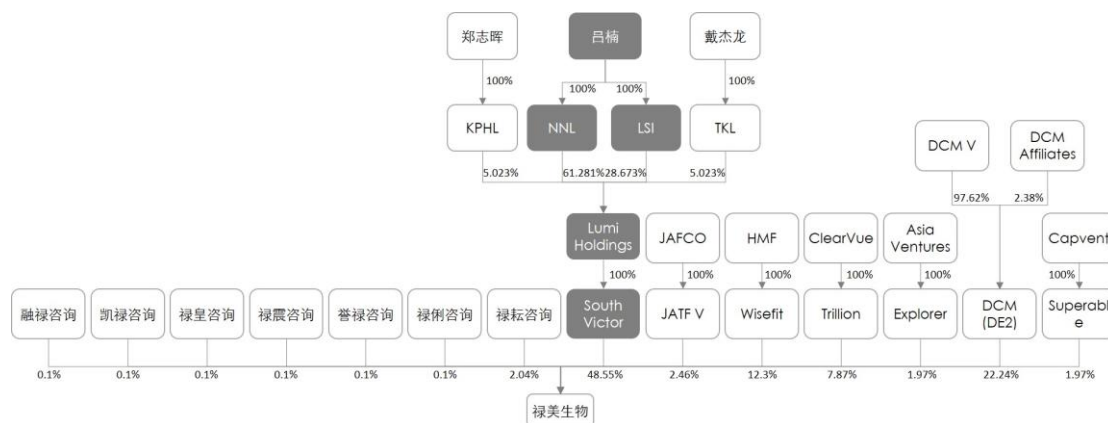 郑志晖
吕楠
戴杰龙
100%
100%
100%
100%
KPHL
NNL
LSI
TKL
DCM V
DCM
Affiliates
5.023%
61.281%
28.673%
5.023%
97.62%
2.38%
Lumi
Holdings
JAFCO
HMF
ClearVue
Asia
Ventures
Capvent
100%
100%
100%
100%
100%
100%
融禄咨询
凯禄咨询
禄皇咨询
禄震咨询
誉禄咨询
禄俐咨询
禄耘咨询
South
Victor
JATF V
Wisefit
Trillion
Explorer
DCM
(DE2)
Superabl
e
0.1%
0.1%
0.1%
0.1%
0.1%
0.1%
2.04%
48.55%
2.46%
12.3%
7.87%
1.97%
22.24%
1.97%
禄美生物